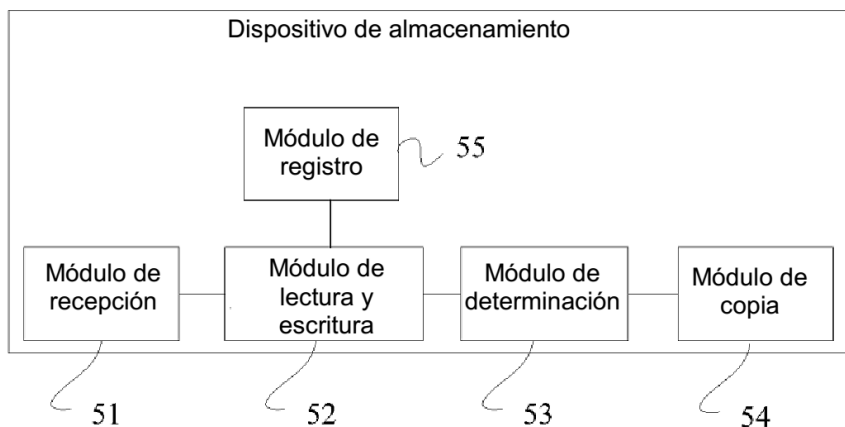 Dispositivo de almacenamiento
Módulo de
registro
55
Módulo de
recepción
Módulo de
lectura y
escritura
Módulo de
determinación
Módulo de
copia
51
52
53
54